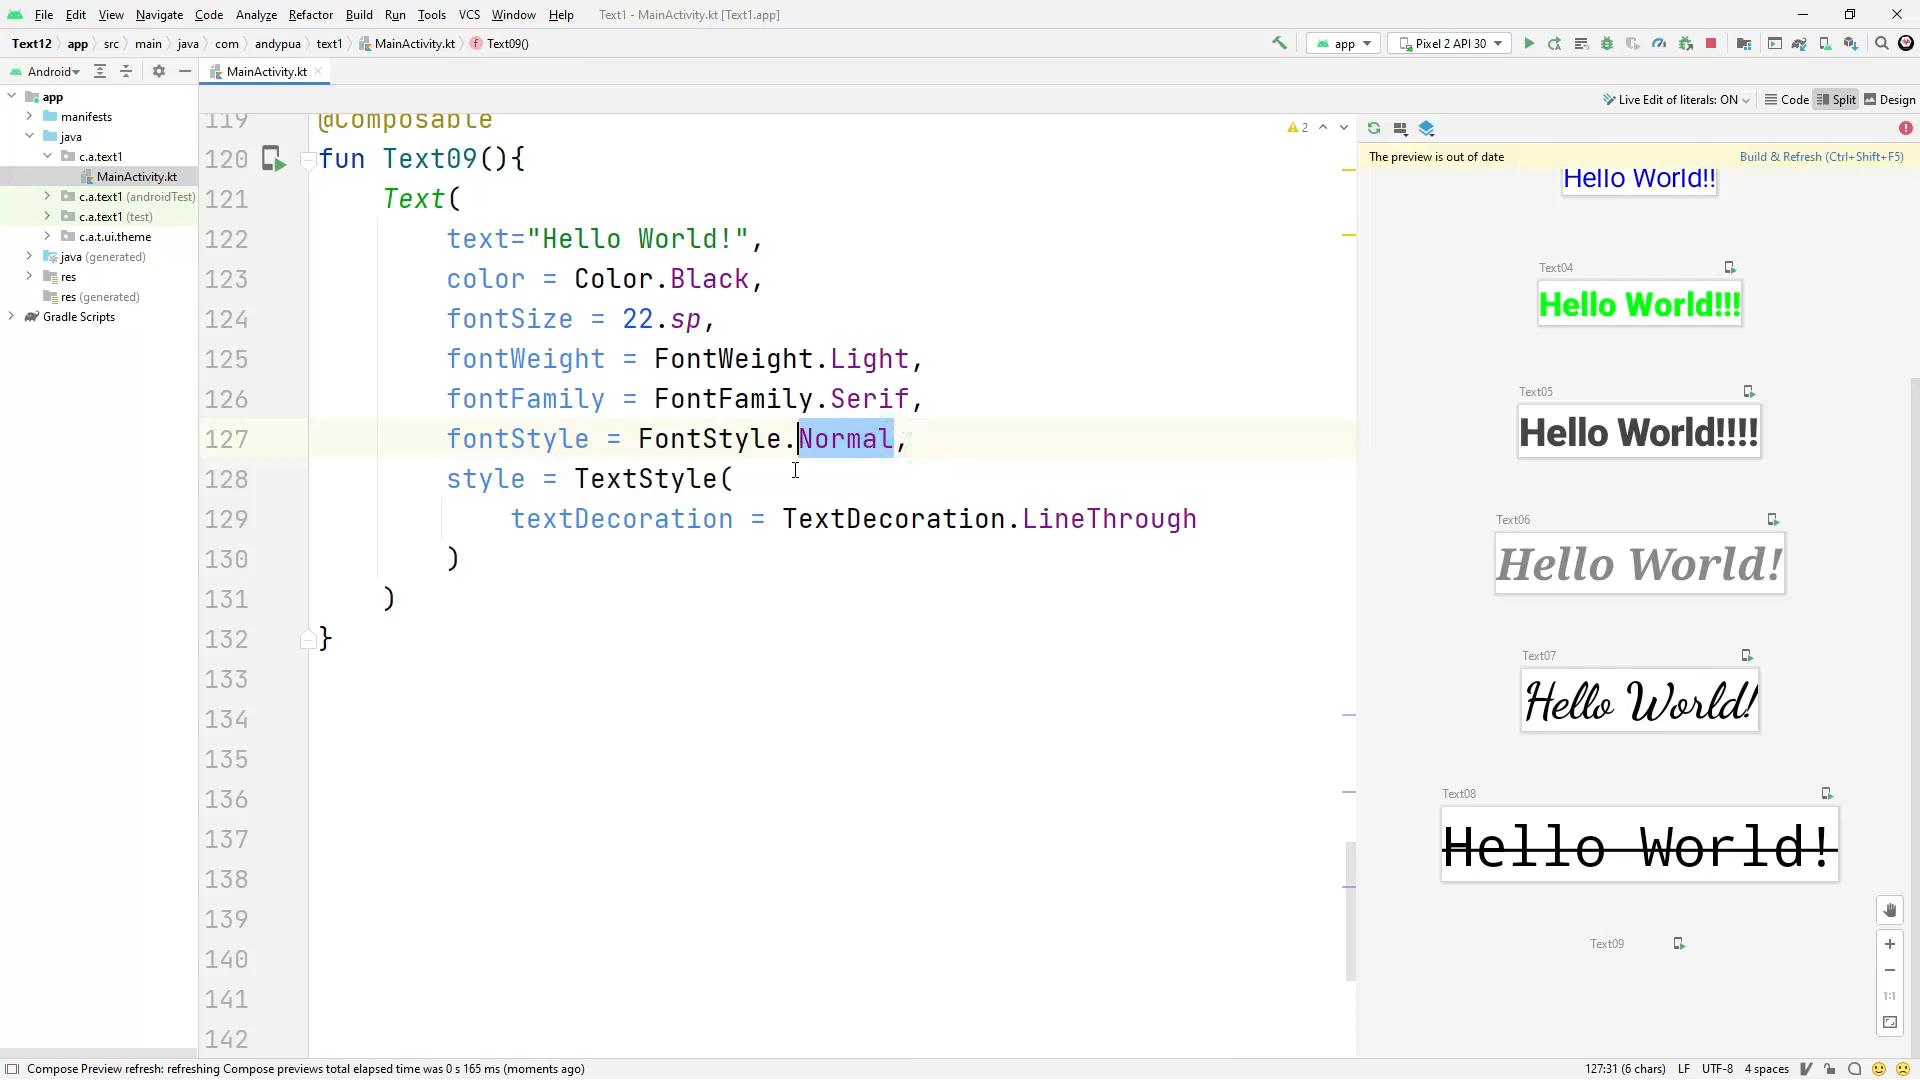 File Edit View Navigate Code Analyze Refactor Build Run Tools VCS Window Help Text1 - MainActivity.kt [Text1.app]
Text12 app src main java com andypua text1 MainActivity.kt Text09() app Pixel 2 API 30
Android MainActivity.kt
Live Edit of literals: ON Code Split Design
app
manifests
java
c.a.text1
MainActivity.kt
c.a.text1 (androidTest)
c.a.text1 (test)
c.a.t.ui.theme
java (generated)
res
res (generated)
Gradle Scripts
2
119 @Composable
120 fun Text09(){
121 Text(
122 text="Hello World!",
123 color = Color.Black,
124 fontSize = 22.sp,
125 fontWeight = FontWeight.Light,
126 fontFamily = FontFamily.Serif,
127 fontStyle = FontStyle.Normal,
128 style = TextStyle(
129 textDecoration = TextDecoration.LineThrough
130 )
131 )
132 }
133
134
135
136
137
138
139
140
141
142
The preview is out of date Build & Refresh (Ctrl+Shift+F5)
Hello World!!
Text04
Hello World!!!
Text05
Hello World!!!!
Text06
Hello World!
Text07
Hello World!
Text08
Hello World!
Text09
1:1
Compose Preview refresh: refreshing Compose previews total elapsed time was 0 s 165 ms (moments ago) 127:31 (6 chars) LF UTF-8 4 spaces